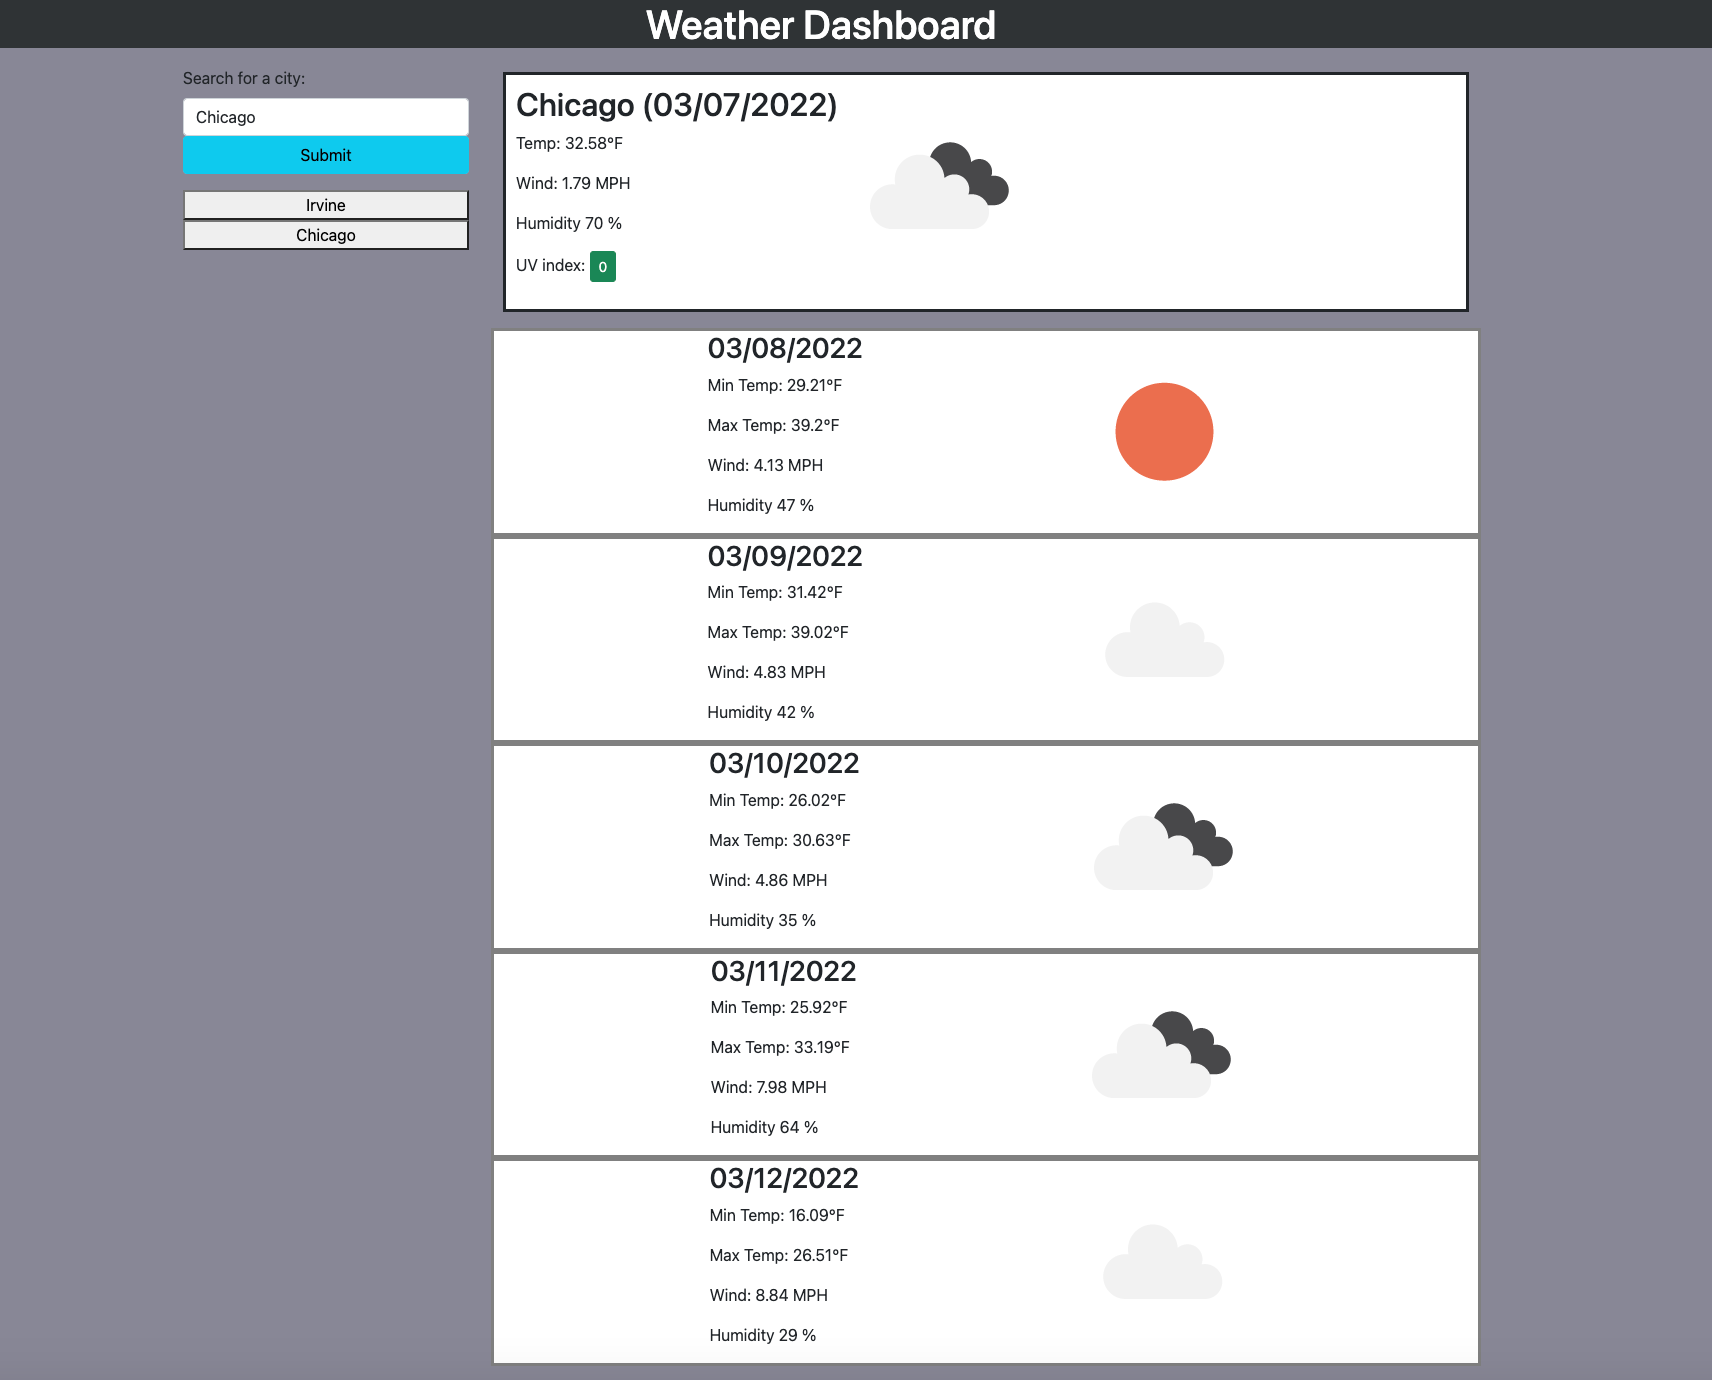 Weather Dashboard
Search for a city:
Chicago
Submit
Irvine
Chicago
Chicago (03/07/2022)
Temp: 32.58°F
Wind: 1.79 MPH
Humidity 70 %
UV index: 0
03/08/2022
Min Temp: 29.21°F
Max Temp: 39.2°F
Wind: 4.13 MPH
Humidity 47 %
03/09/2022
Min Temp: 31.42°F
Max Temp: 39.02°F
Wind: 4.83 MPH
Humidity 42 %
03/10/2022
Min Temp: 26.02°F
Max Temp: 30.63°F
Wind: 4.86 MPH
Humidity 35 %
03/11/2022
Min Temp: 25.92°F
Max Temp: 33.19°F
Wind: 7.98 MPH
Humidity 64 %
03/12/2022
Min Temp: 16.09°F
Max Temp: 26.51°F
Wind: 8.84 MPH
Humidity 29 %